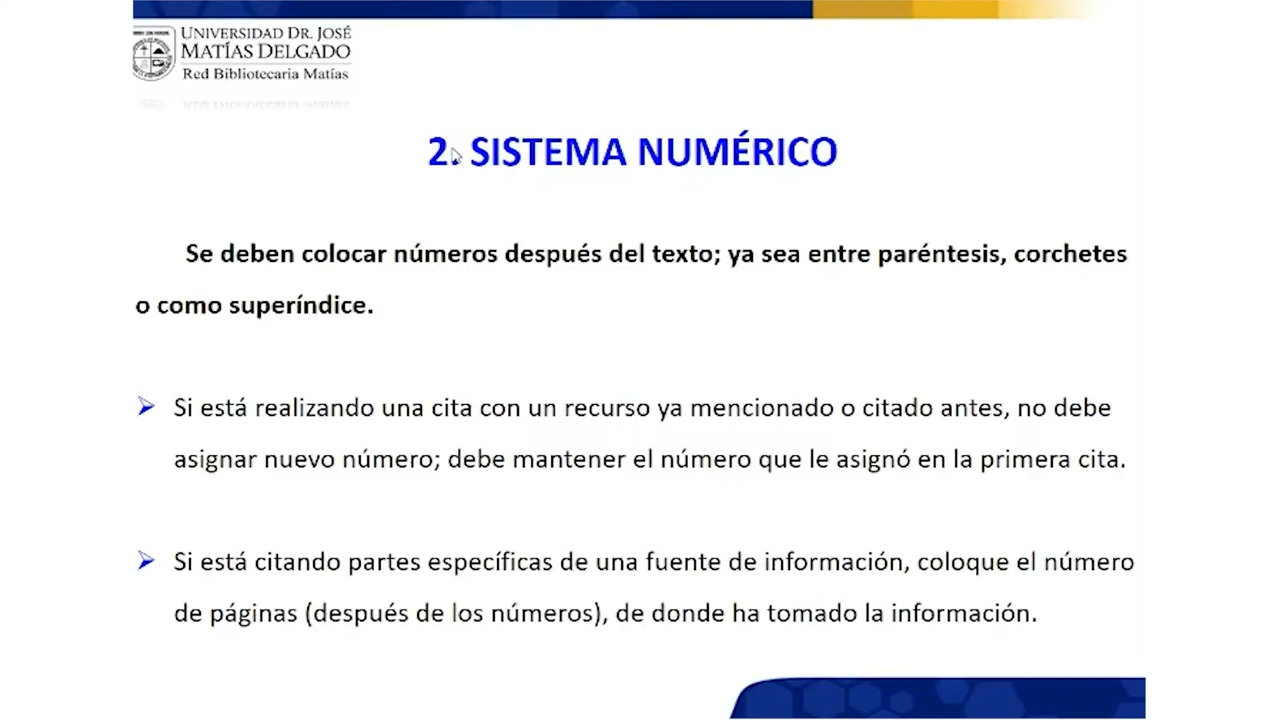 UNIVERSIDAD DR. JOSÉ
MATÍAS DELGADO
Red Bibliotecaria Matías
2. SISTEMA NUMÉRICO
Se deben colocar números después del texto; ya sea entre paréntesis, corchetes
o como superíndice.
Si está realizando una cita con un recurso ya mencionado o citado antes, no debe
asignar nuevo número; debe mantener el número que le asignó en la primera cita.
Si está citando partes específicas de una fuente de información, coloque el número
de páginas (después de los números), de donde ha tomado la información.